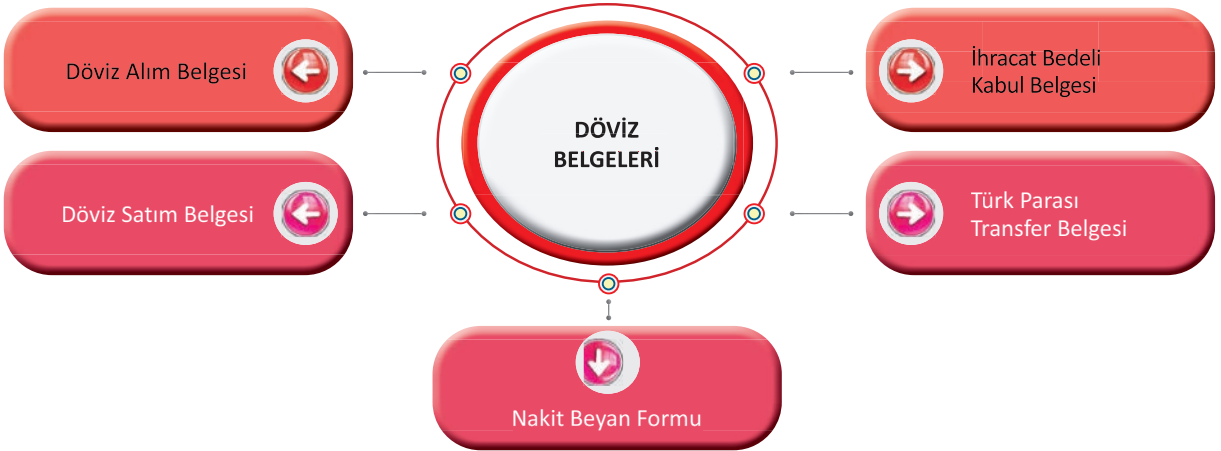 DÖVİZ
BELGELERİ
Döviz Alım Belgesi
Döviz Satım Belgesi
İhracat Bedeli
Kabul Belgesi
Türk Parası
Transfer Belgesi
Nakit Beyan Formu